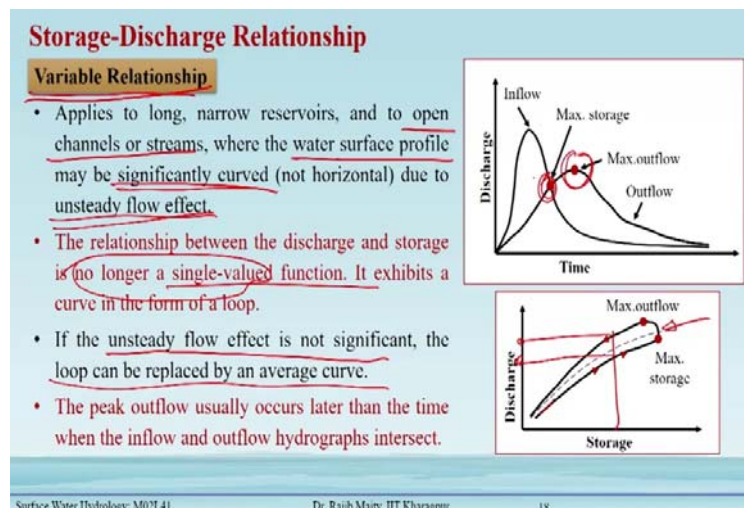 Storage-Discharge Relationship
Variable Relationship
• Applies to long, narrow reservoirs, and to open
channels or streams, where the water surface profile
may be significantly curved (not horizontal) due to
unsteady flow effect.
• The relationship between the discharge and storage
is no longer a single-valued function. It exhibits a
curve in the form of a loop.
• If the unsteady flow effect is not significant, the
loop can be replaced by an average curve.
• The peak outflow usually occurs later than the time
when the inflow and outflow hydrographs intersect.
Inflow
Max. storage
Max.outflow
Outflow
Discharge
Time
Max.outflow
Max.
storage
Discharge
Storage
Surface Water Hydrology: M02L41
Dr. Rajib Maity, IIT Kharagpur
18